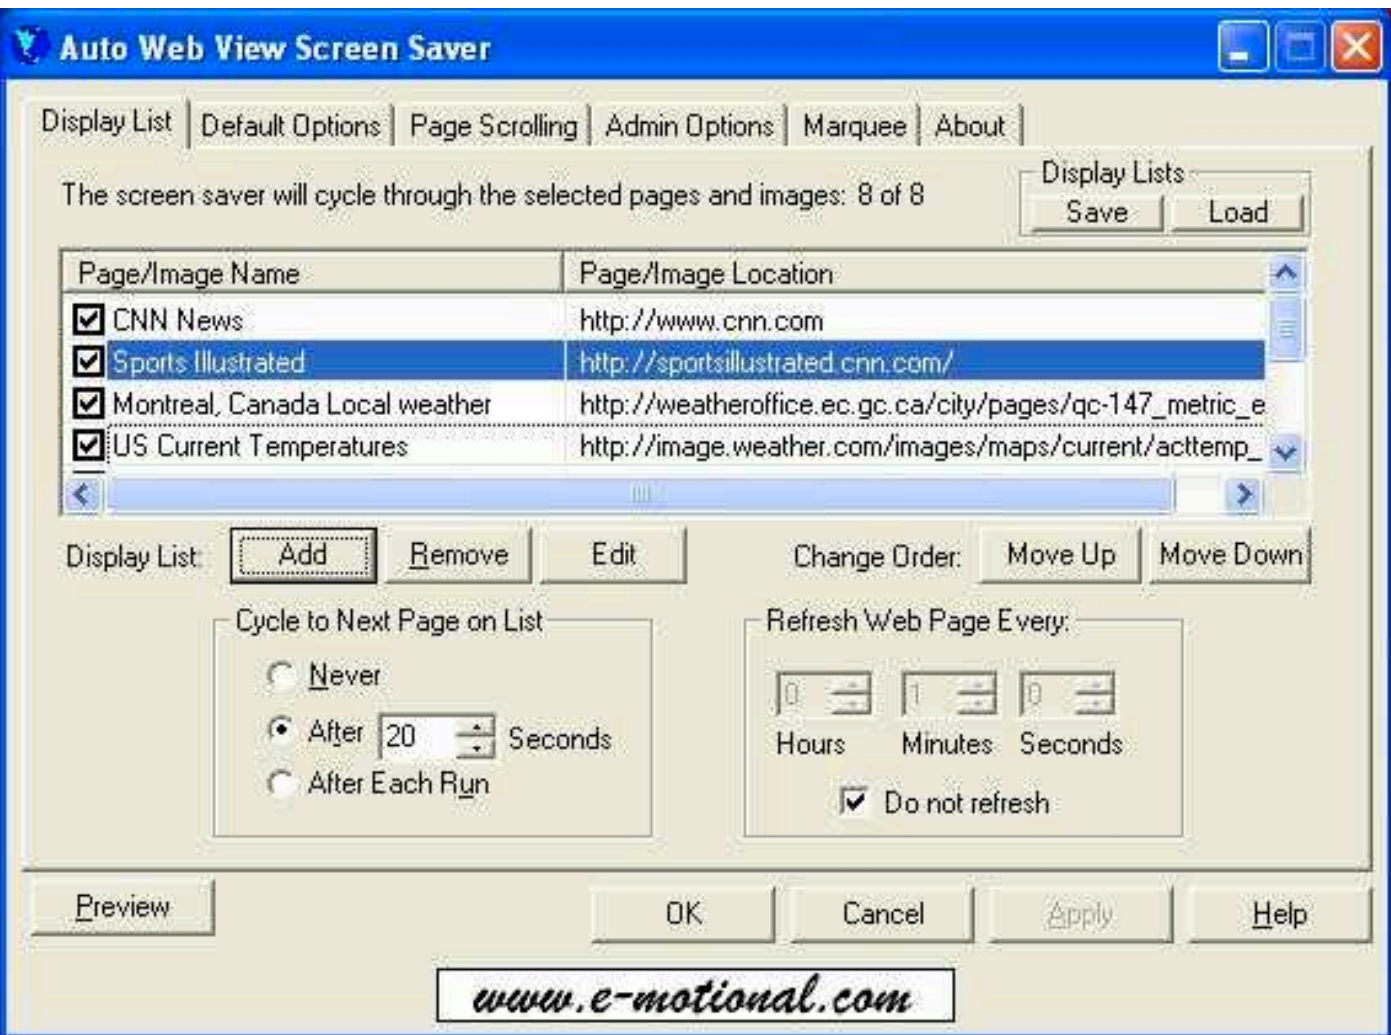 Auto Web View Screen Saver
Display List Default Options Page Scrolling Admin Options Marquee About
The screen saver will cycle through the selected pages and images: 8 of 8
Display Lists
Save Load
Page/Image Name Page/Image Location
CNN News http://www.cnn.com
Sports Illustrated http://sportsillustrated.cnn.com/
Montreal, Canada Local weather http://weatheroffice.ec.gc.ca/city/pages/qc-147_metric_e
US Current Temperatures http://image.weather.com/images/maps/current/acttemp_
Display List: Add Remove Edit Change Order: Move Up Move Down
Cycle to Next Page on List Refresh Web Page Every:
Never
0 1 0
After 20 Seconds
Hours Minutes Seconds
After Each Run
Do not refresh
Preview OK Cancel Apply Help
www.e-motional.com